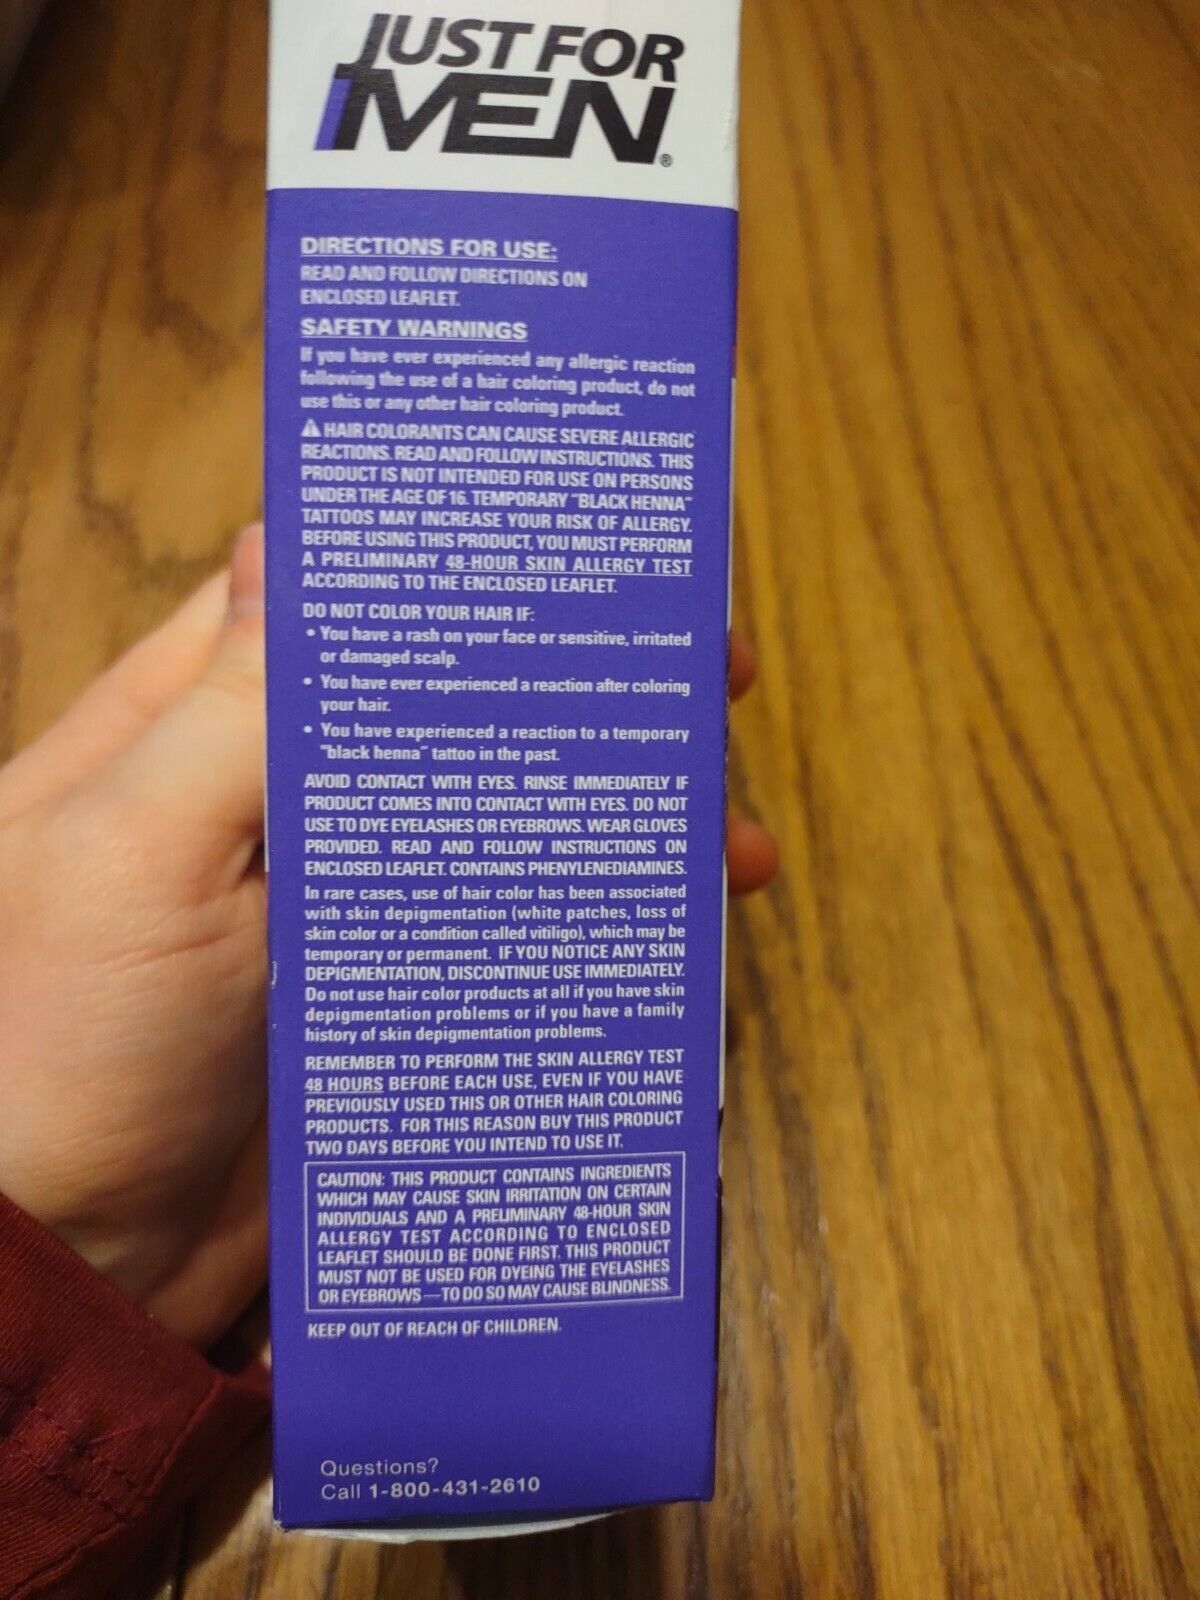 JUST FOR
MEN®
DIRECTIONS FOR USE:
READ AND FOLLOW DIRECTIONS ON
ENCLOSED LEAFLET.
SAFETY WARNINGS
If you have ever experienced any allergic reaction
following the use of a hair coloring product, do not
use this or any other hair coloring product.
⚠ HAIR COLORANTS CAN CAUSE SEVERE ALLERGIC
REACTIONS. READ AND FOLLOW INSTRUCTIONS. THIS
PRODUCT IS NOT INTENDED FOR USE ON PERSONS
UNDER THE AGE OF 16. TEMPORARY "BLACK HENNA"
TATTOOS MAY INCREASE YOUR RISK OF ALLERGY.
BEFORE USING THIS PRODUCT, YOU MUST PERFORM
A PRELIMINARY 48-HOUR SKIN ALLERGY TEST
ACCORDING TO THE ENCLOSED LEAFLET.
DO NOT COLOR YOUR HAIR IF:
• You have a rash on your face or sensitive, irritated
or damaged scalp.
• You have ever experienced a reaction after coloring
your hair.
• You have experienced a reaction to a temporary
"black henna" tattoo in the past.
AVOID CONTACT WITH EYES. RINSE IMMEDIATELY IF
PRODUCT COMES INTO CONTACT WITH EYES. DO NOT
USE TO DYE EYELASHES OR EYEBROWS. WEAR GLOVES
PROVIDED. READ AND FOLLOW INSTRUCTIONS ON
ENCLOSED LEAFLET. CONTAINS PHENYLENEDIAMINES.
In rare cases, use of hair color has been associated
with skin depigmentation (white patches, loss of
skin color or a condition called vitiligo), which may be
temporary or permanent. IF YOU NOTICE ANY SKIN
DEPIGMENTATION, DISCONTINUE USE IMMEDIATELY.
Do not use hair color products at all if you have skin
depigmentation problems or if you have a family
history of skin depigmentation problems.
REMEMBER TO PERFORM THE SKIN ALLERGY TEST
48 HOURS BEFORE EACH USE, EVEN IF YOU HAVE
PREVIOUSLY USED THIS OR OTHER HAIR COLORING
PRODUCTS. FOR THIS REASON BUY THIS PRODUCT
TWO DAYS BEFORE YOU INTEND TO USE IT.
CAUTION: THIS PRODUCT CONTAINS INGREDIENTS
WHICH MAY CAUSE SKIN IRRITATION ON CERTAIN
INDIVIDUALS AND A PRELIMINARY 48-HOUR SKIN
ALLERGY TEST ACCORDING TO ENCLOSED
LEAFLET SHOULD BE DONE FIRST. THIS PRODUCT
MUST NOT BE USED FOR DYEING THE EYELASHES
OR EYEBROWS—TO DO SO MAY CAUSE BLINDNESS.
KEEP OUT OF REACH OF CHILDREN.
Questions?
Call 1-800-431-2610